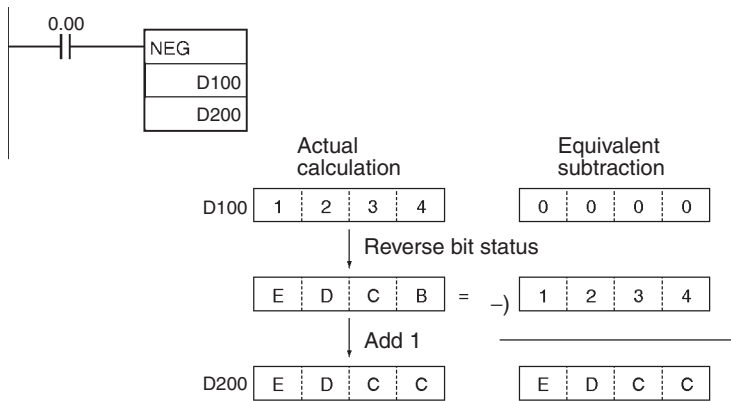 0.00
NEG
D100
D200
Actual calculation
Equivalent subtraction
D100 1 2 3 4 0 0 0 0
Reverse bit status
E D C B = –) 1 2 3 4
Add 1
D200 E D C C E D C C